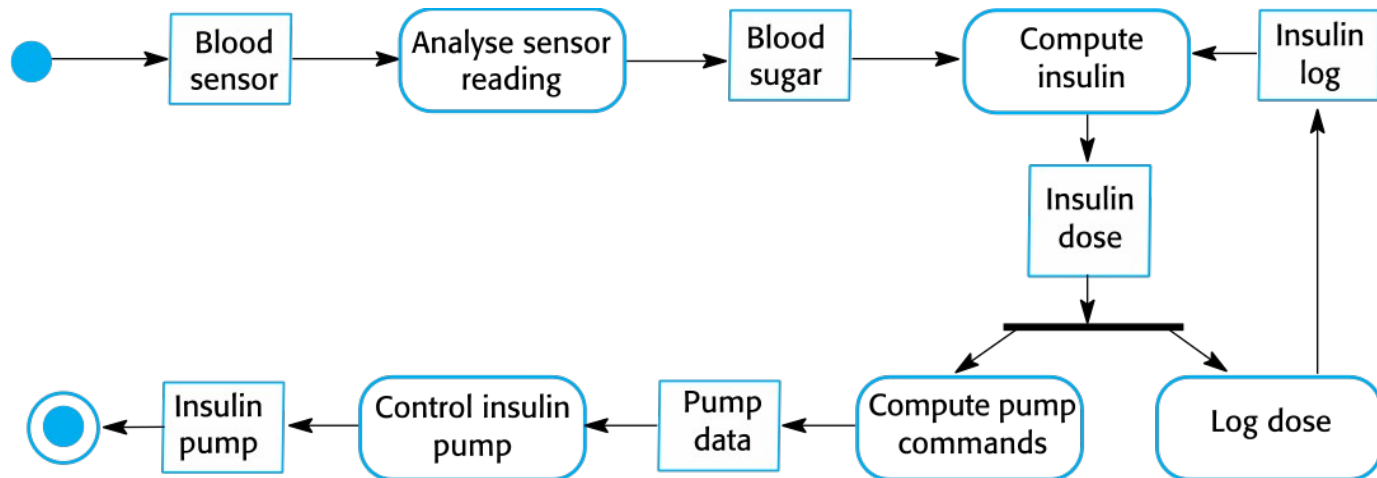 Blood
sensor
Analyse sensor
reading
Blood
sugar
Compute
insulin
Insulin
log
Insulin
dose
Insulin
pump
Control insulin
pump
Pump
data
Compute pump
commands
Log dose